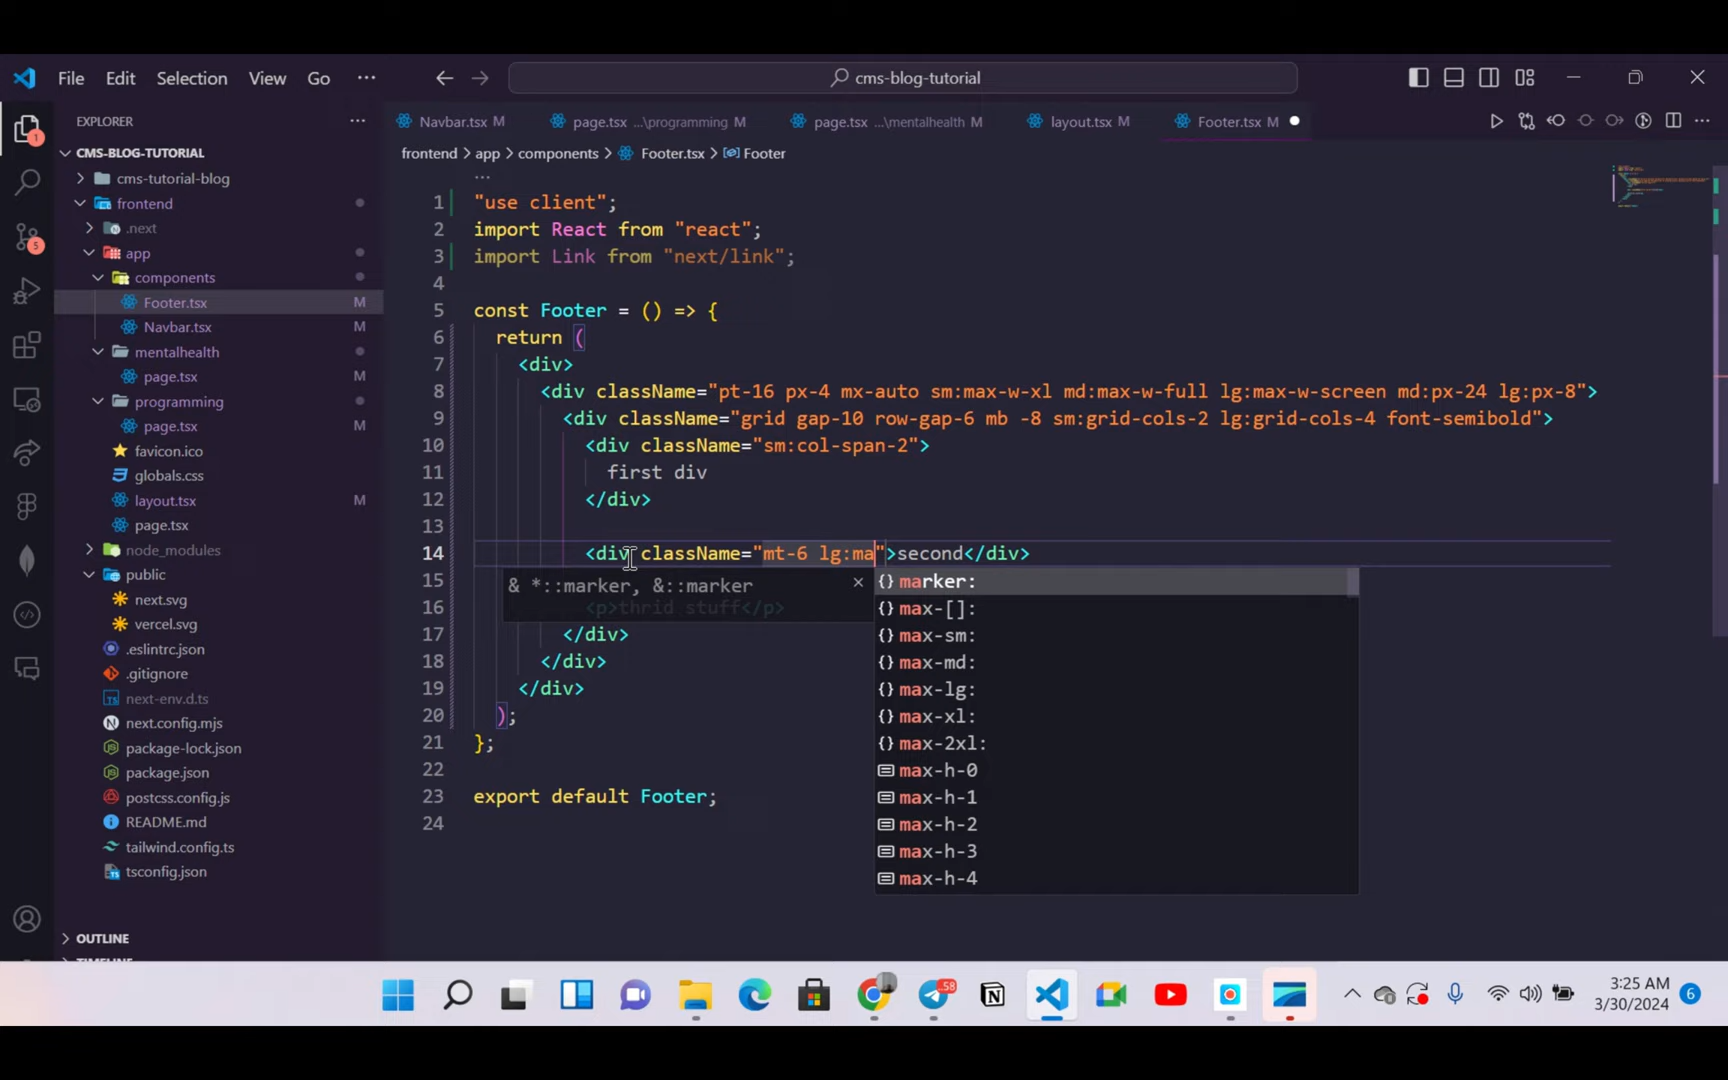 File Edit Selection View Go ··· ← → cms-blog-tutorial
EXPLORER ···
CMS-BLOG-TUTORIAL
cms-tutorial-blog
frontend
.next
app
components
Footer.tsx M
Navbar.tsx M
mentalhealth
page.tsx M
programming
page.tsx M
favicon.ico
globals.css
layout.tsx M
page.tsx
node_modules
public
next.svg
vercel.svg
.eslintrc.json
.gitignore
next-env.d.ts
next.config.mjs
package-lock.json
package.json
postcss.config.js
README.md
tailwind.config.ts
tsconfig.json
OUTLINE
1
5
Navbar.tsx M page.tsx ...\programming M page.tsx ...\mentalhealth M layout.tsx M Footer.tsx M
frontend > app > components > Footer.tsx > Footer
···
1 "use client";
2 import React from "react";
3 import Link from "next/link";
4
5 const Footer = () => {
6 return (
7 <div>
8 <div className="pt-16 px-4 mx-auto sm:max-w-xl md:max-w-full lg:max-w-screen md:px-24 lg:px-8">
9 <div className="grid gap-10 row-gap-6 mb -8 sm:grid-cols-2 lg:grid-cols-4 font-semibold">
10 <div className="sm:col-span-2">
11 first div
12 </div>
13
14 <div className="mt-6 lg:ma">second</div>
15 & *::marker, &::marker ×
16 <p>thrid stuff</p>
17 </div>
18 </div>
19 </div>
20 );
21 };
22
23 export default Footer;
24
{} marker:
{} max-[]:
{} max-sm:
{} max-md:
{} max-lg:
{} max-xl:
{} max-2xl:
max-h-0
max-h-1
max-h-2
max-h-3
max-h-4
58
3:25 AM
3/30/2024
6